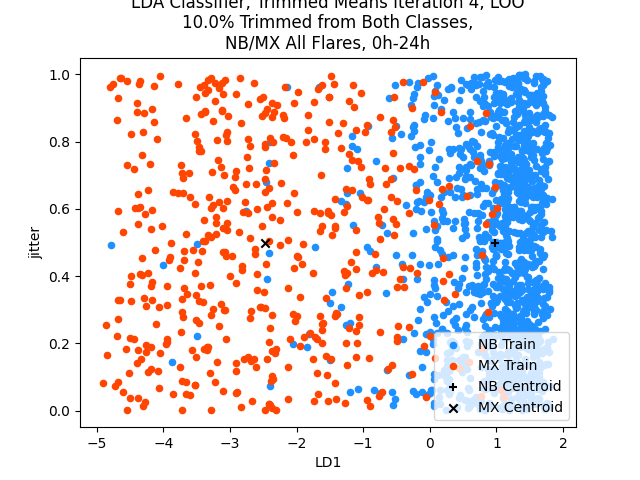 LDA Classifier, Trimmed Means Iteration 4, LOO
10.0% Trimmed from Both Classes,
NB/MX All Flares, 0h-24h
1.0
0.8
0.6
0.4
0.2
0.0
jitter
−5
−4
−3
−2
−1
0
1
2
LD1
NB Train
MX Train
NB Centroid
MX Centroid